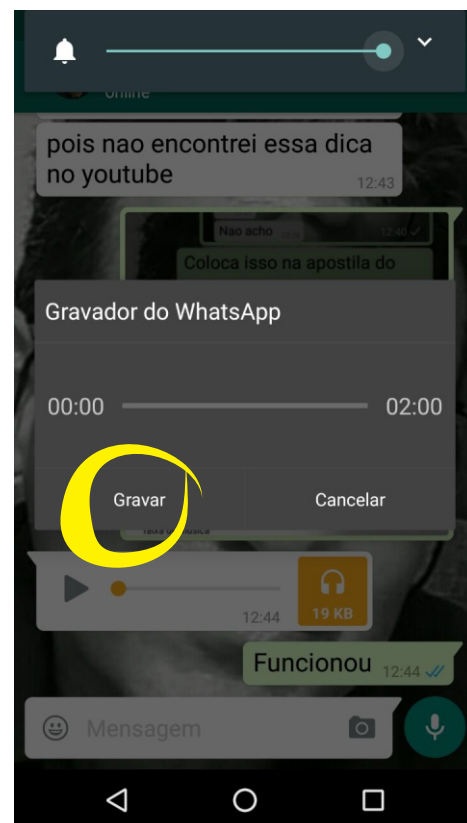 online
pois nao encontrei essa dica
no youtube
12:43
Nao acho
12:40
Coloca isso na apostila do
Gravador do WhatsApp
00:00 02:00
Gravar Cancelar
12:44
19 KB
Funcionou 12:44
Mensagem